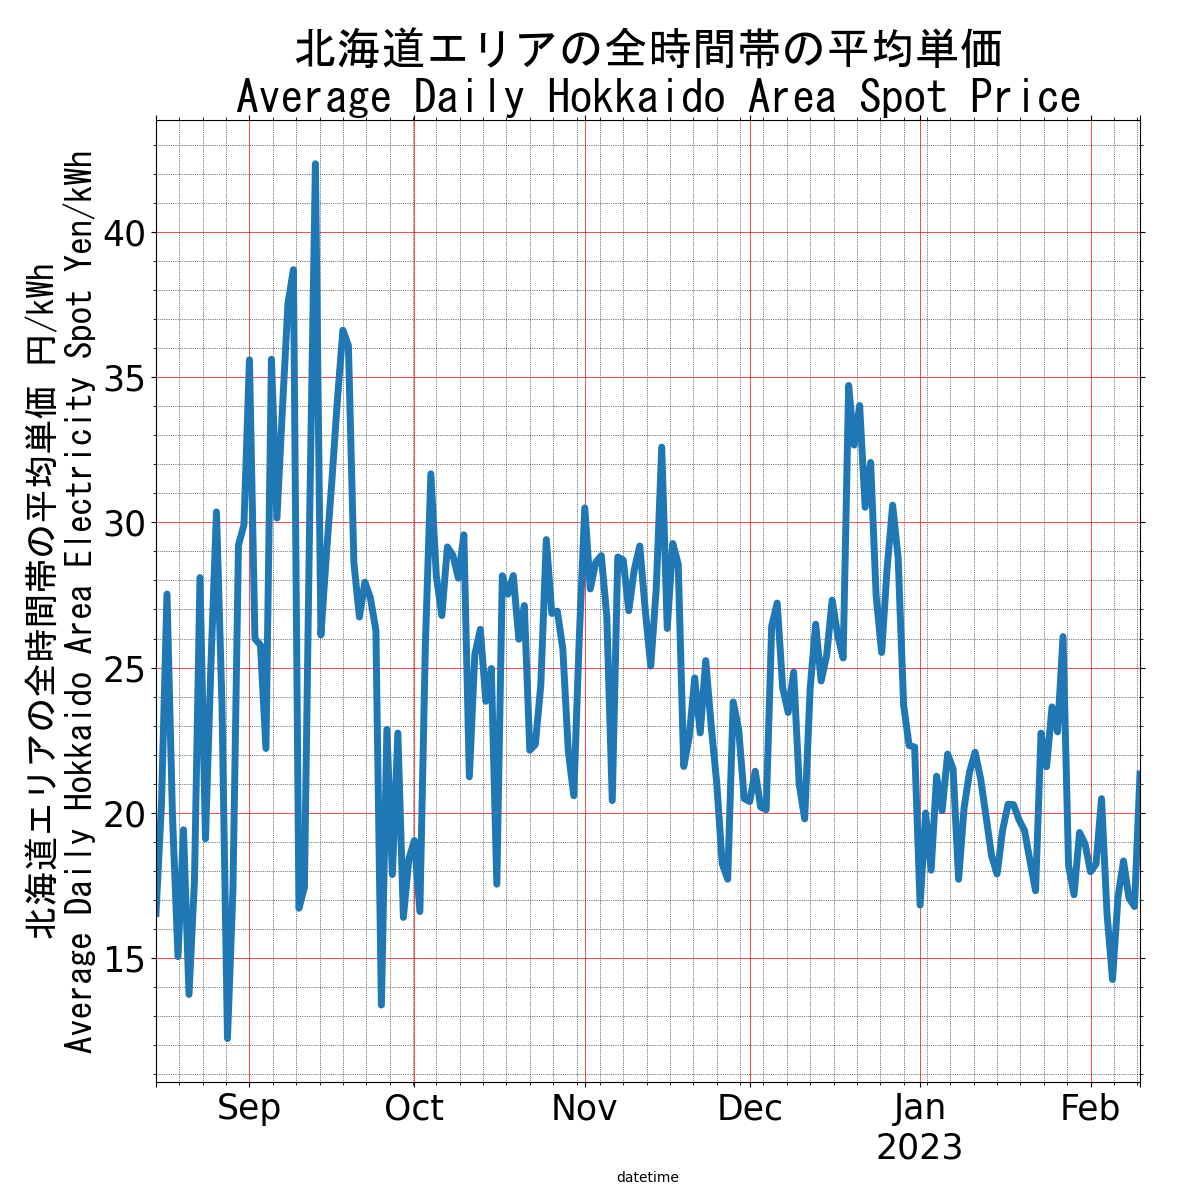 北海道エリアの全時間帯の平均単価
Average Daily Hokkaido Area Spot Price
北海道エリアの全時間帯の平均単価 円/kWh
Average Daily Hokkaido Area Electricity Spot Yen/kWh
40
35
30
25
20
15
Sep
Oct
Nov
Dec
Jan
2023
Feb
datetime